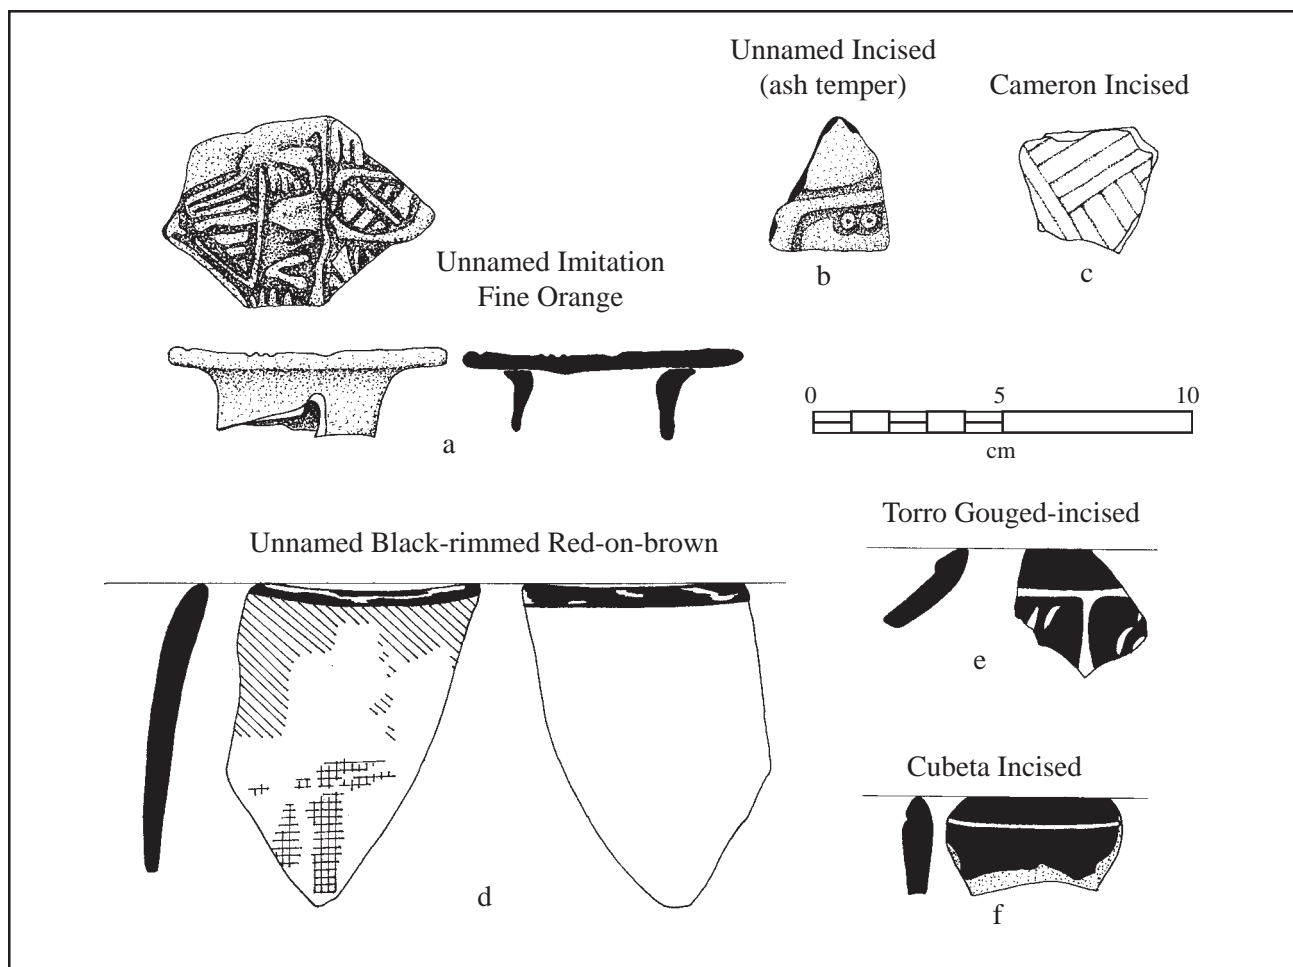 Unnamed Incised
(ash temper)
Cameron Incised
b
c
Unnamed Imitation
Fine Orange
a
0 5 10
cm
Torro Gouged-incised
Unnamed Black-rimmed Red-on-brown
e
Cubeta Incised
d
f